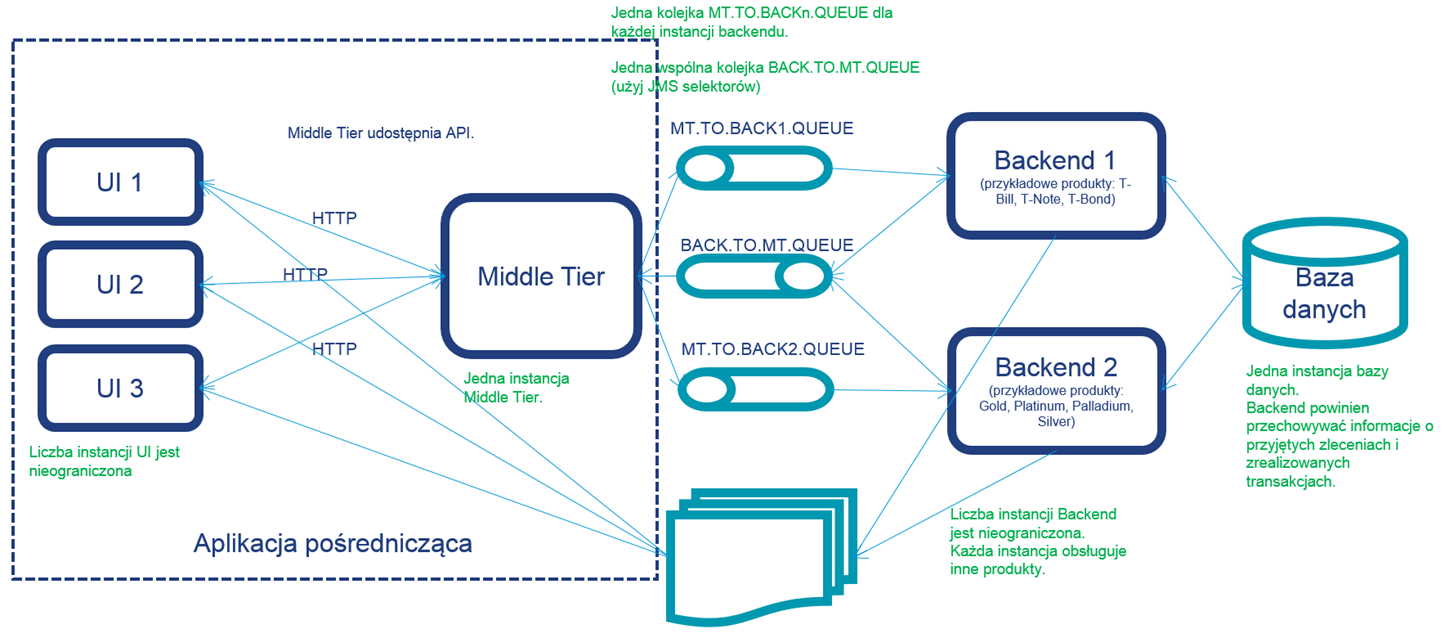 Jedna kolejka MT.TO.BACKn.QUEUE dla
każdej instancji backendu.
Jedna wspólna kolejka BACK.TO.MT.QUEUE
(użyj JMS selektorów)
Middle Tier udostępnia API.
MT.TO.BACK1.QUEUE
UI 1
HTTP
Backend 1
(przykładowe produkty: T-
Bill, T-Note, T-Bond)
BACK.TO.MT.QUEUE
UI 2
HTTP
Middle Tier
Baza
danych
MT.TO.BACK2.QUEUE
UI 3
HTTP
Jedna instancja
Middle Tier.
Backend 2
(przykładowe produkty:
Gold, Platinum, Palladium,
Silver)
Jedna instancja bazy
danych.
Backend powinien
przechowywać informacje o
przyjętych zleceniach i
zrealizowanych
transakcjach.
Liczba instancji UI jest
nieograniczona
Liczba instancji Backend
jest nieograniczona.
Każda instancja obsługuje
inne produkty.
Aplikacja pośrednicząca